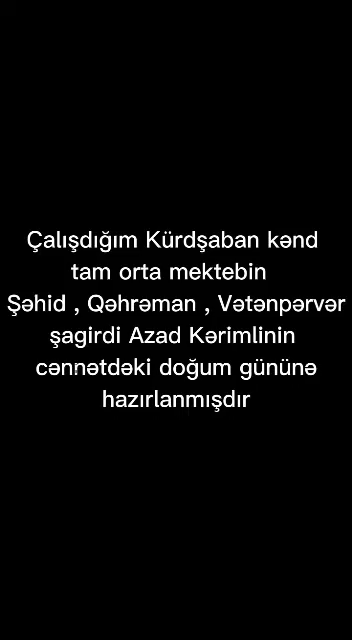 Çalışdığım Kürdşaban kənd
tam orta mektebin
Şəhid , Qəhrəman , Vətənpərvər
şagirdi Azad Kərimlinin
cənnətdəki doğum gününə
hazırlanmışdır